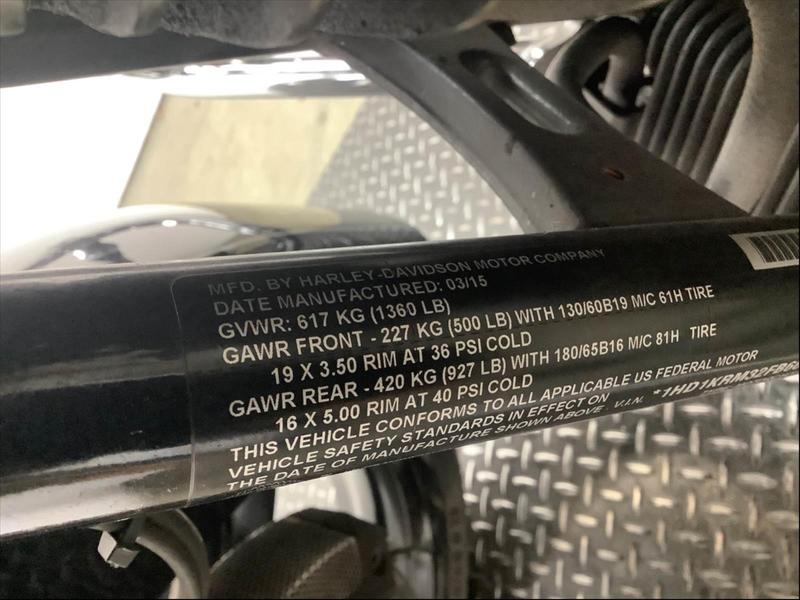 MFD. BY HARLEY-DAVIDSON MOTOR COMPANY
DATE MANUFACTURED: 03/15
GVWR: 617 KG (1360 LB)
GAWR FRONT - 227 KG (500 LB) WITH 130/60B19 M/C 61H TIRE
19 X 3.50 RIM AT 36 PSI COLD
GAWR REAR - 420 KG (927 LB) WITH 180/65B16 M/C 81H TIRE
16 X 5.00 RIM AT 40 PSI COLD
THIS VEHICLE CONFORMS TO ALL APPLICABLE US FEDERAL MOTOR
VEHICLE SAFETY STANDARDS IN EFFECT ON
THE DATE OF MANUFACTURE SHOWN ABOVE. V.I.N. *1HD1KRM32FB6